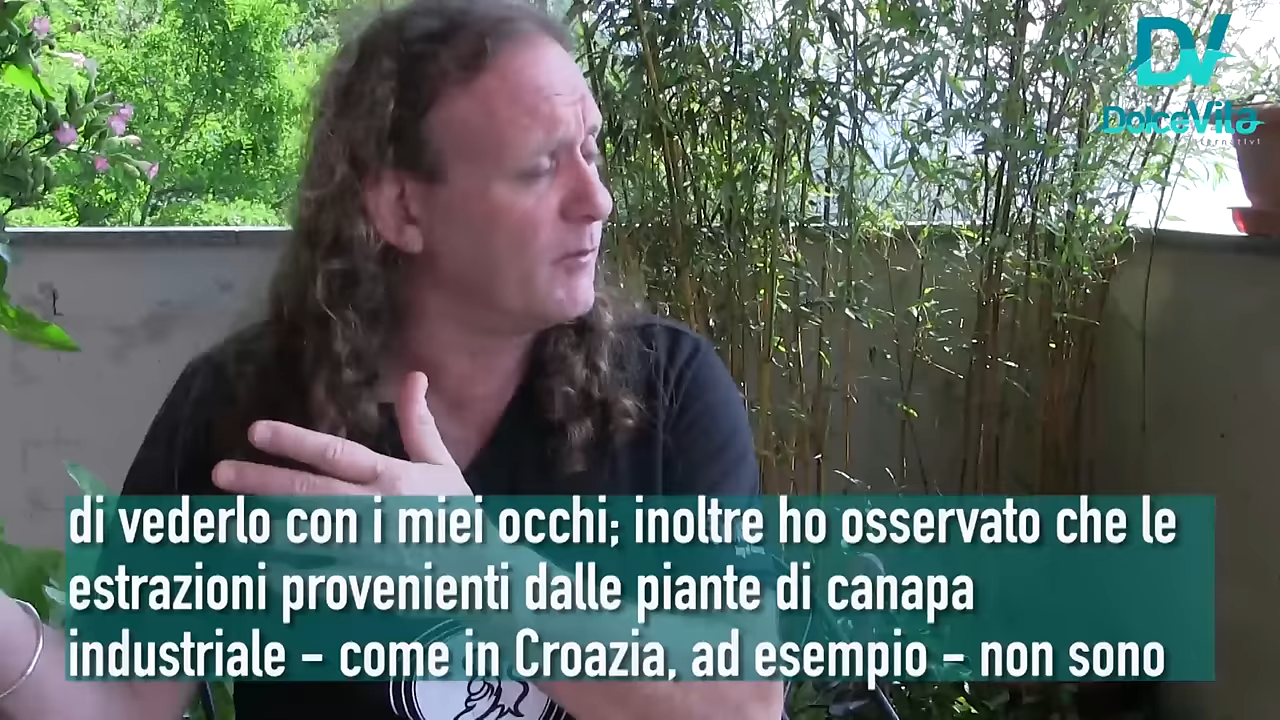 DV
DolceVita
di vederlo con i miei occhi; inoltre ho osservato che le
estrazioni provenienti dalle piante di canapa
industriale – come in Croazia, ad esempio – non sono